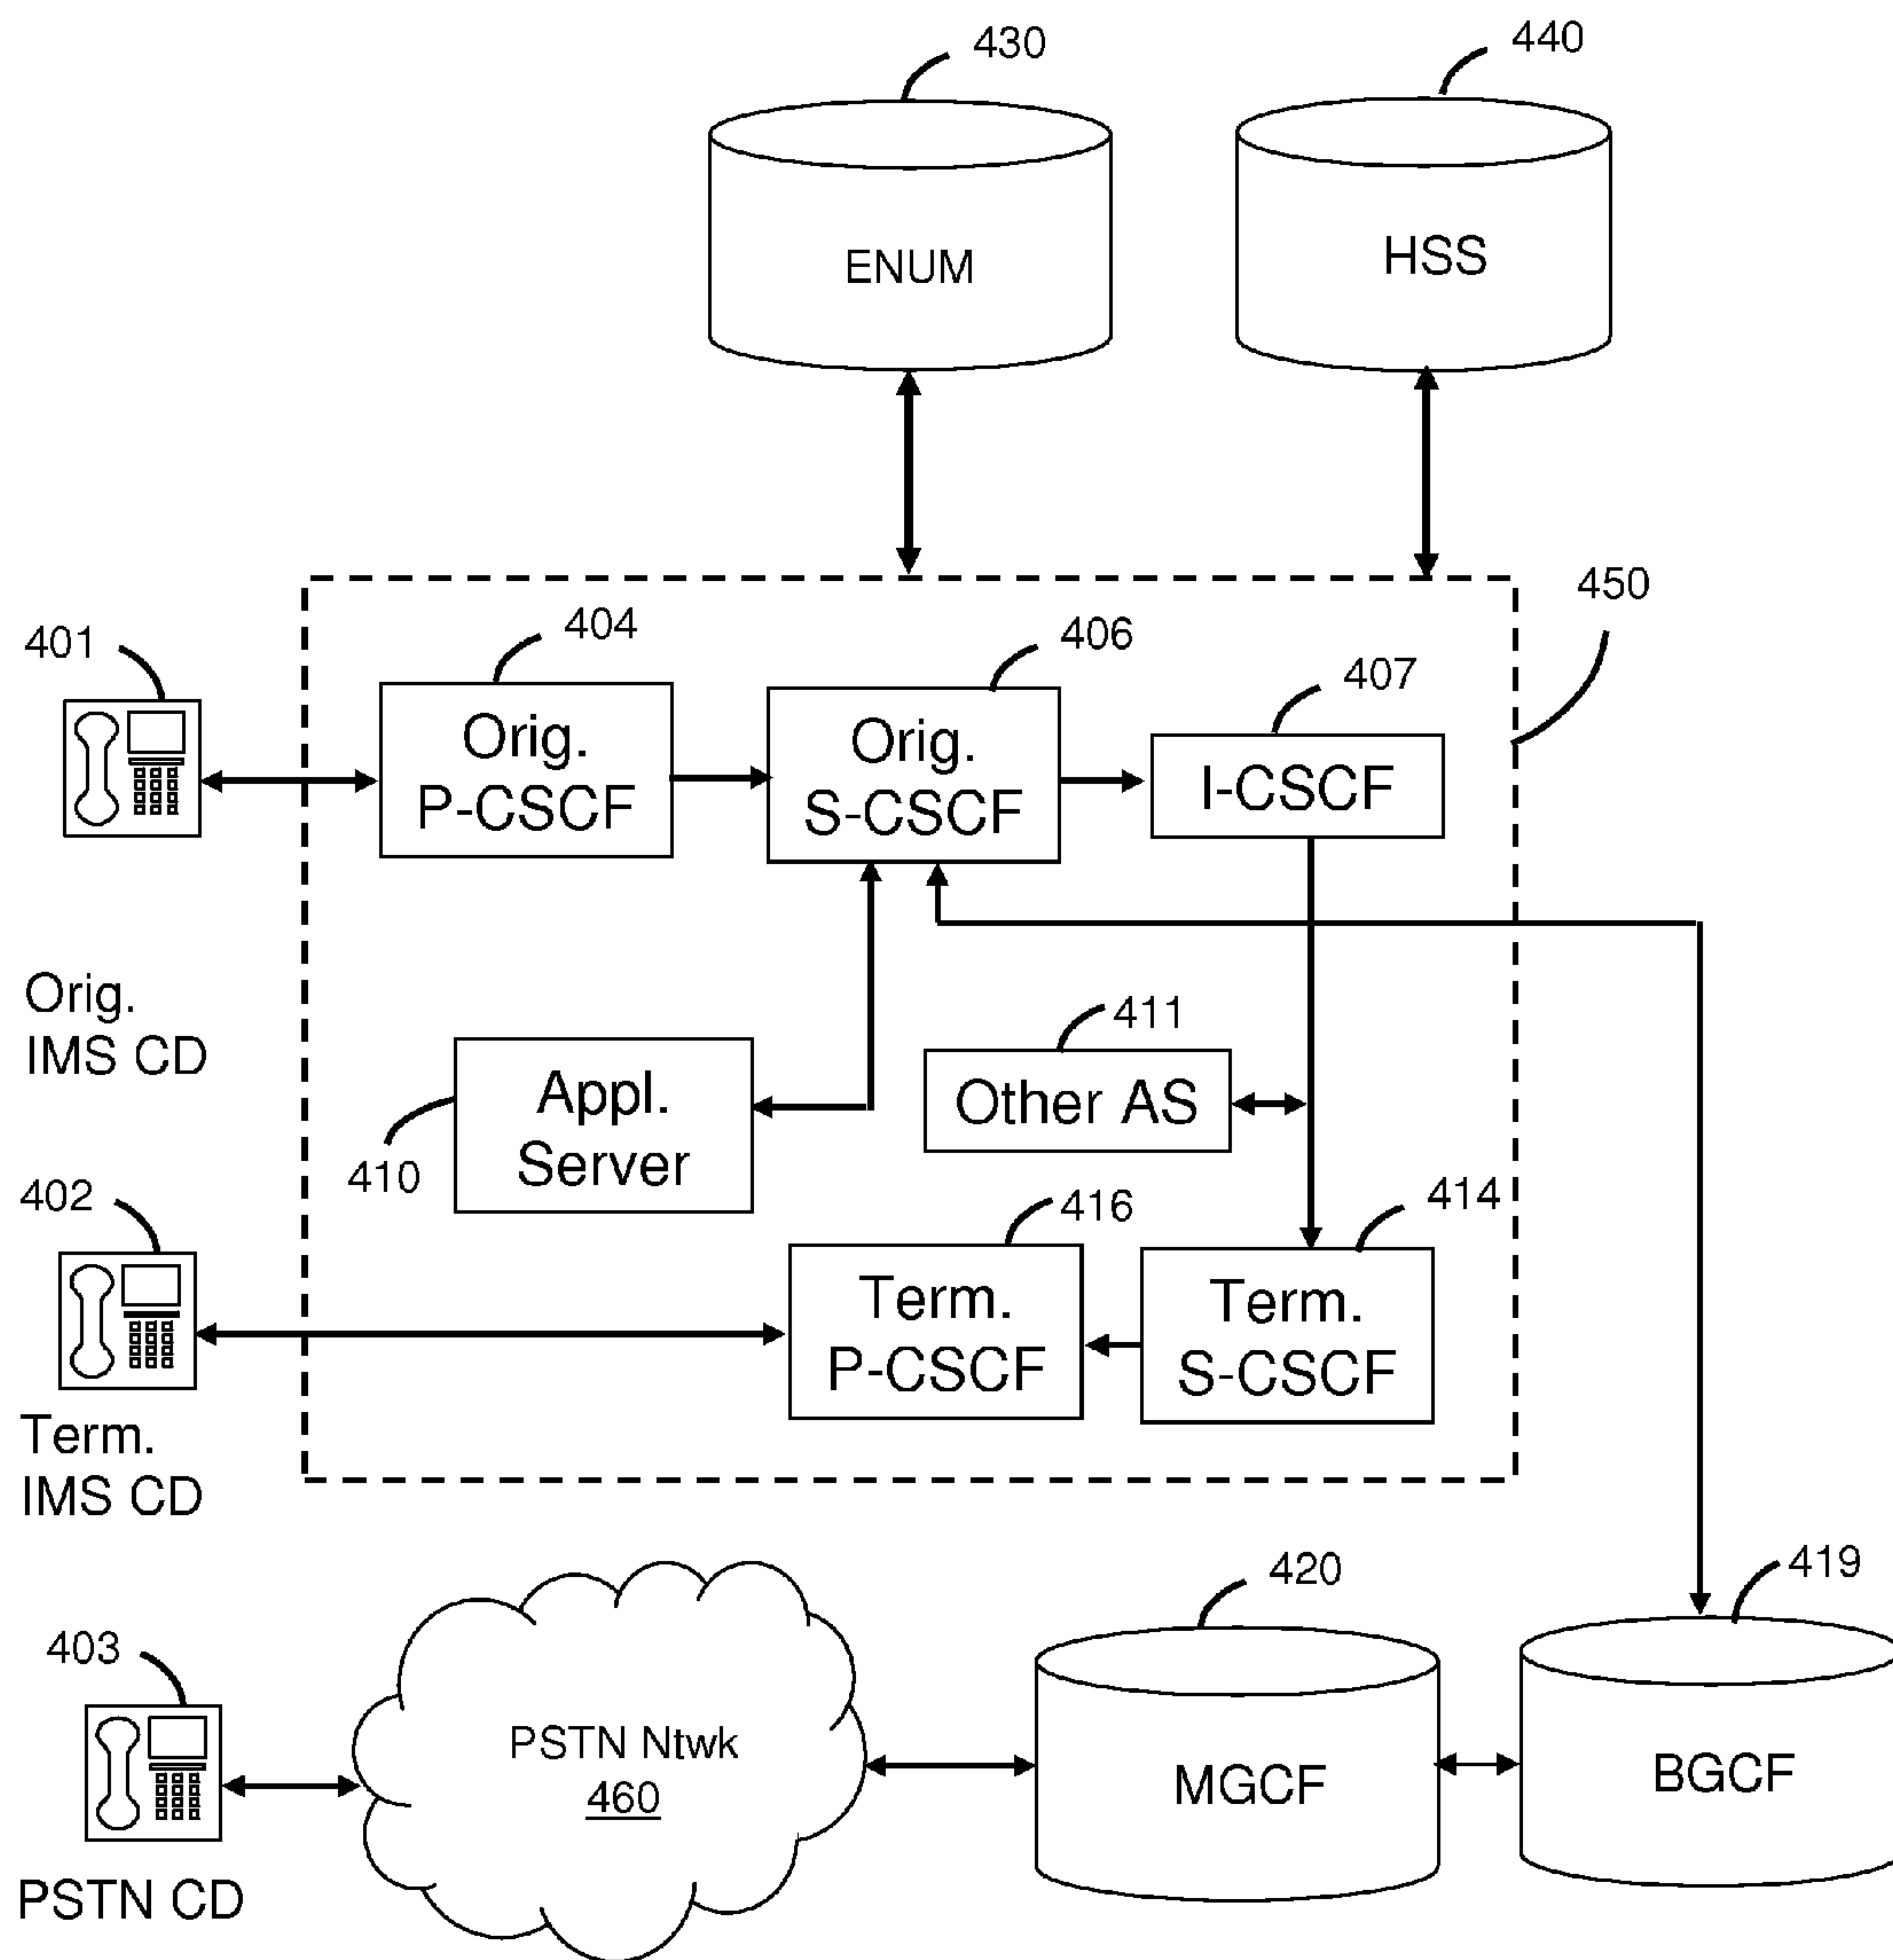 430
440
ENUM
HSS
450
401
404
406
407
Orig.
P-CSCF
Orig.
S-CSCF
I-CSCF
Orig.
IMS CD
411
Appl.
Server
Other AS
410
402
416
414
Term.
P-CSCF
Term.
S-CSCF
Term.
IMS CD
420
419
403
PSTN Ntwk
460
MGCF
BGCF
PSTN CD